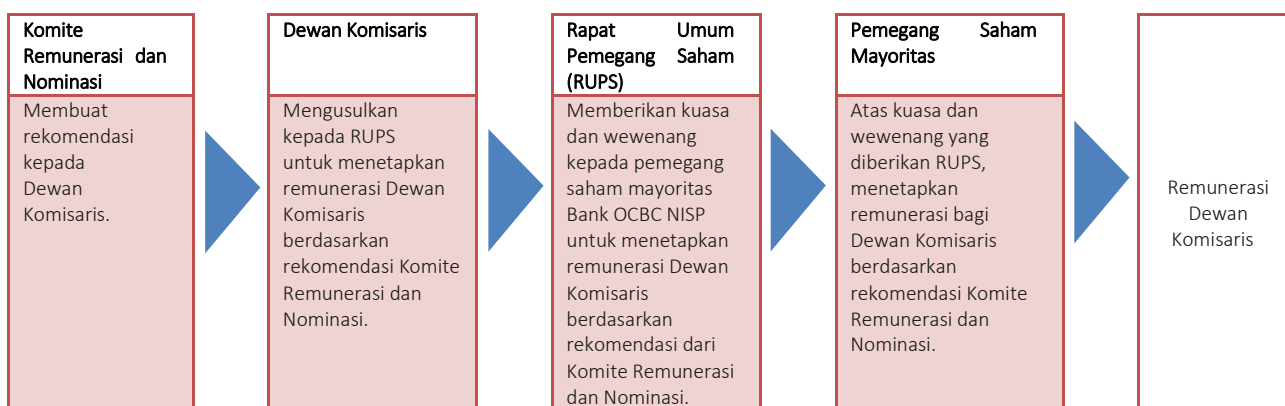 Komite
Remunerasi dan
Nominasi
Membuat
rekomendasi
kepada
Dewan
Komisaris.
Dewan Komisaris
Mengusulkan
kepada RUPS
untuk menetapkan
remunerasi Dewan
Komisaris
berdasarkan
rekomendasi Komite
Remunerasi dan
Nominasi.
Rapat Umum
Pemegang Saham
(RUPS)
Memberikan kuasa
dan wewenang
kepada pemegang
saham mayoritas
Bank OCBC NISP
untuk menetapkan
remunerasi Dewan
Komisaris
berdasarkan
rekomendasi dari
Komite Remunerasi
dan Nominasi.
Pemegang Saham
Mayoritas
Atas kuasa dan
wewenang yang
diberikan RUPS,
menetapkan
remunerasi bagi
Dewan Komisaris
berdasarkan
rekomendasi Komite
Remunerasi dan
Nominasi.
Remunerasi
Dewan
Komisaris